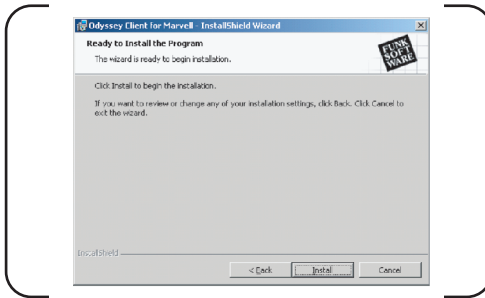 Odyssey Client for Marvell - InstallShield Wizard
Ready to Install the Program
The wizard is ready to begin installation.
FUNK
SOFT
WARE
Click Install to begin the installation.
If you want to review or change any of your installation settings, click Back. Click Cancel to
exit the wizard.
InstallShield
< Back Install Cancel